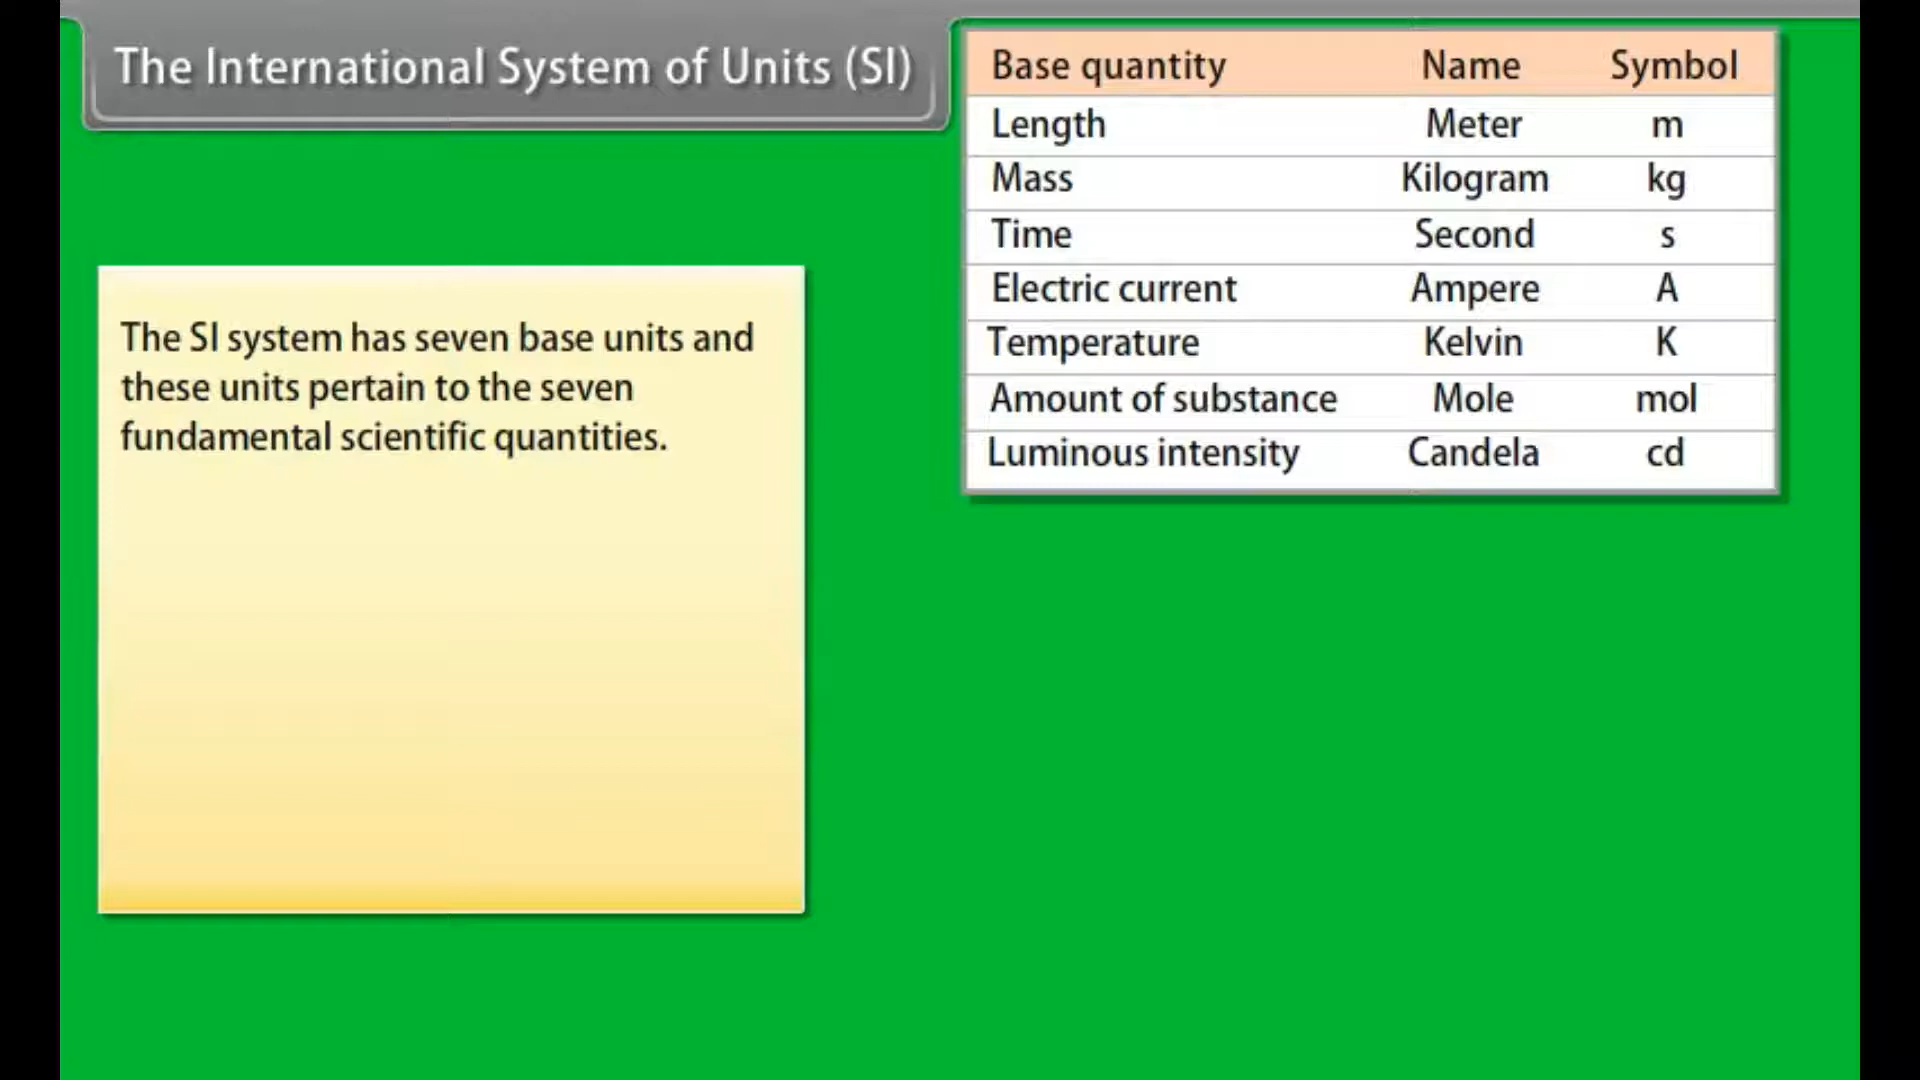 The International System of Units (SI)
The SI system has seven base units and
these units pertain to the seven
fundamental scientific quantities.
Base quantity Name Symbol
Length Meter m
Mass Kilogram kg
Time Second s
Electric current Ampere A
Temperature Kelvin K
Amount of substance Mole mol
Luminous intensity Candela cd